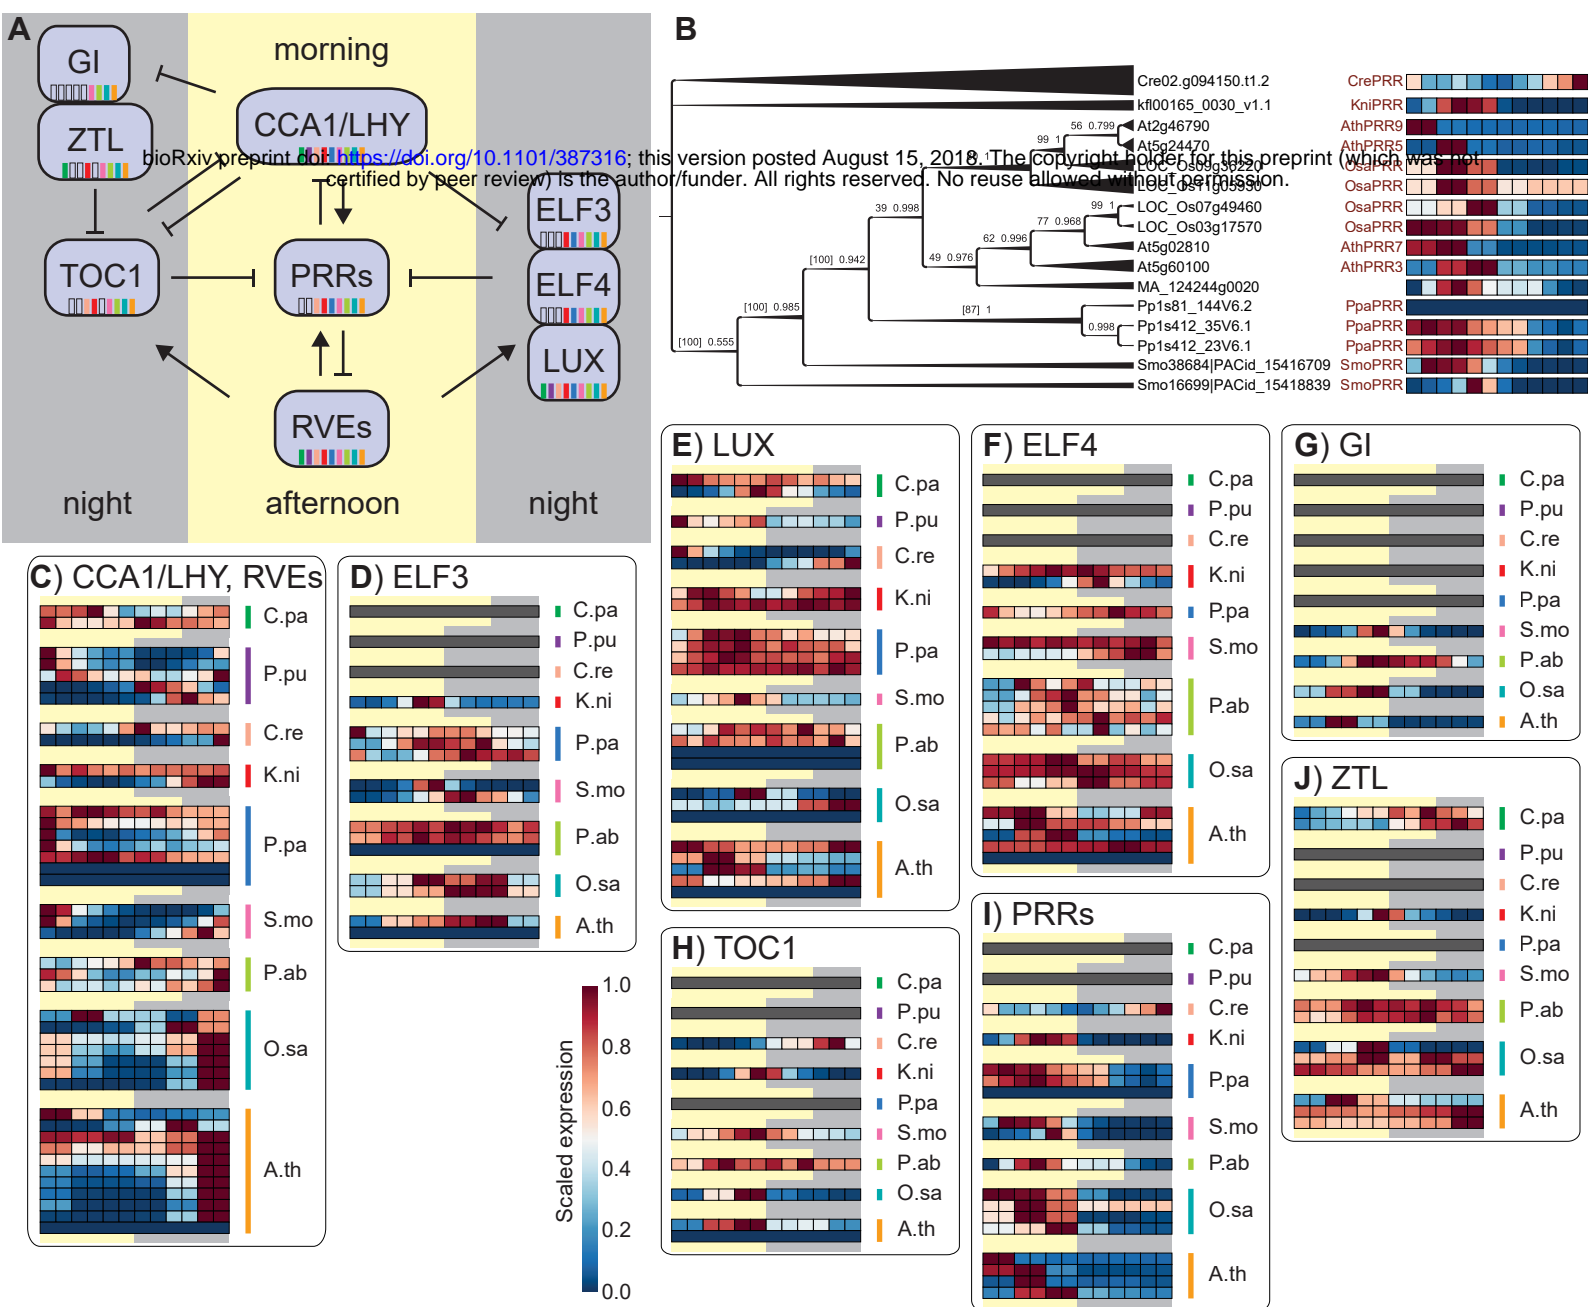 A
morning
GI
ZTL
CCA1/LHY
ELF3
ELF4
LUX
TOC1
PRRs
RVEs
night
afternoon
night
bioRxiv preprint doi: https://doi.org/10.1101/387316; this version posted August 15, 2018. The copyright holder for this preprint (which was not
certified by peer review) is the author/funder. All rights reserved. No reuse allowed without permission.
B
Cre02.g094150.t1.2 CrePRR
kfl00165_0030_v1.1 KniPRR
56 0.799 At2g46790 AthPRR9
99 1 At5g24470 AthPRR5
LOC_Os09g36220 OsaPRR
LOC_Os11g05930 OsaPRR
99 1 LOC_Os07g49460 OsaPRR
39 0.998
77 0.968 LOC_Os03g17570 OsaPRR
62 0.996 At5g02810 AthPRR7
[100] 0.942 49 0.976 At5g60100 AthPRR3
MA_124244g0020
[100] 0.985 [87] 1 Pp1s81_144V6.2 PpaPRR
0.998 Pp1s412_35V6.1 PpaPRR
[100] 0.555 Pp1s412_23V6.1 PpaPRR
Smo38684|PACid_15416709 SmoPRR
Smo16699|PACid_15418839 SmoPRR
C) CCA1/LHY, RVEs
C.pa
P.pu
C.re
K.ni
P.pa
S.mo
P.ab
O.sa
A.th
D) ELF3
C.pa
P.pu
C.re
K.ni
P.pa
S.mo
P.ab
O.sa
A.th
Scaled expression
1.0
0.8
0.6
0.4
0.2
0.0
E) LUX
C.pa
P.pu
C.re
K.ni
P.pa
S.mo
P.ab
O.sa
A.th
F) ELF4
C.pa
P.pu
C.re
K.ni
P.pa
S.mo
P.ab
O.sa
A.th
G) GI
C.pa
P.pu
C.re
K.ni
P.pa
S.mo
P.ab
O.sa
A.th
H) TOC1
C.pa
P.pu
C.re
K.ni
P.pa
S.mo
P.ab
O.sa
A.th
I) PRRs
C.pa
P.pu
C.re
K.ni
P.pa
S.mo
P.ab
O.sa
A.th
J) ZTL
C.pa
P.pu
C.re
K.ni
P.pa
S.mo
P.ab
O.sa
A.th